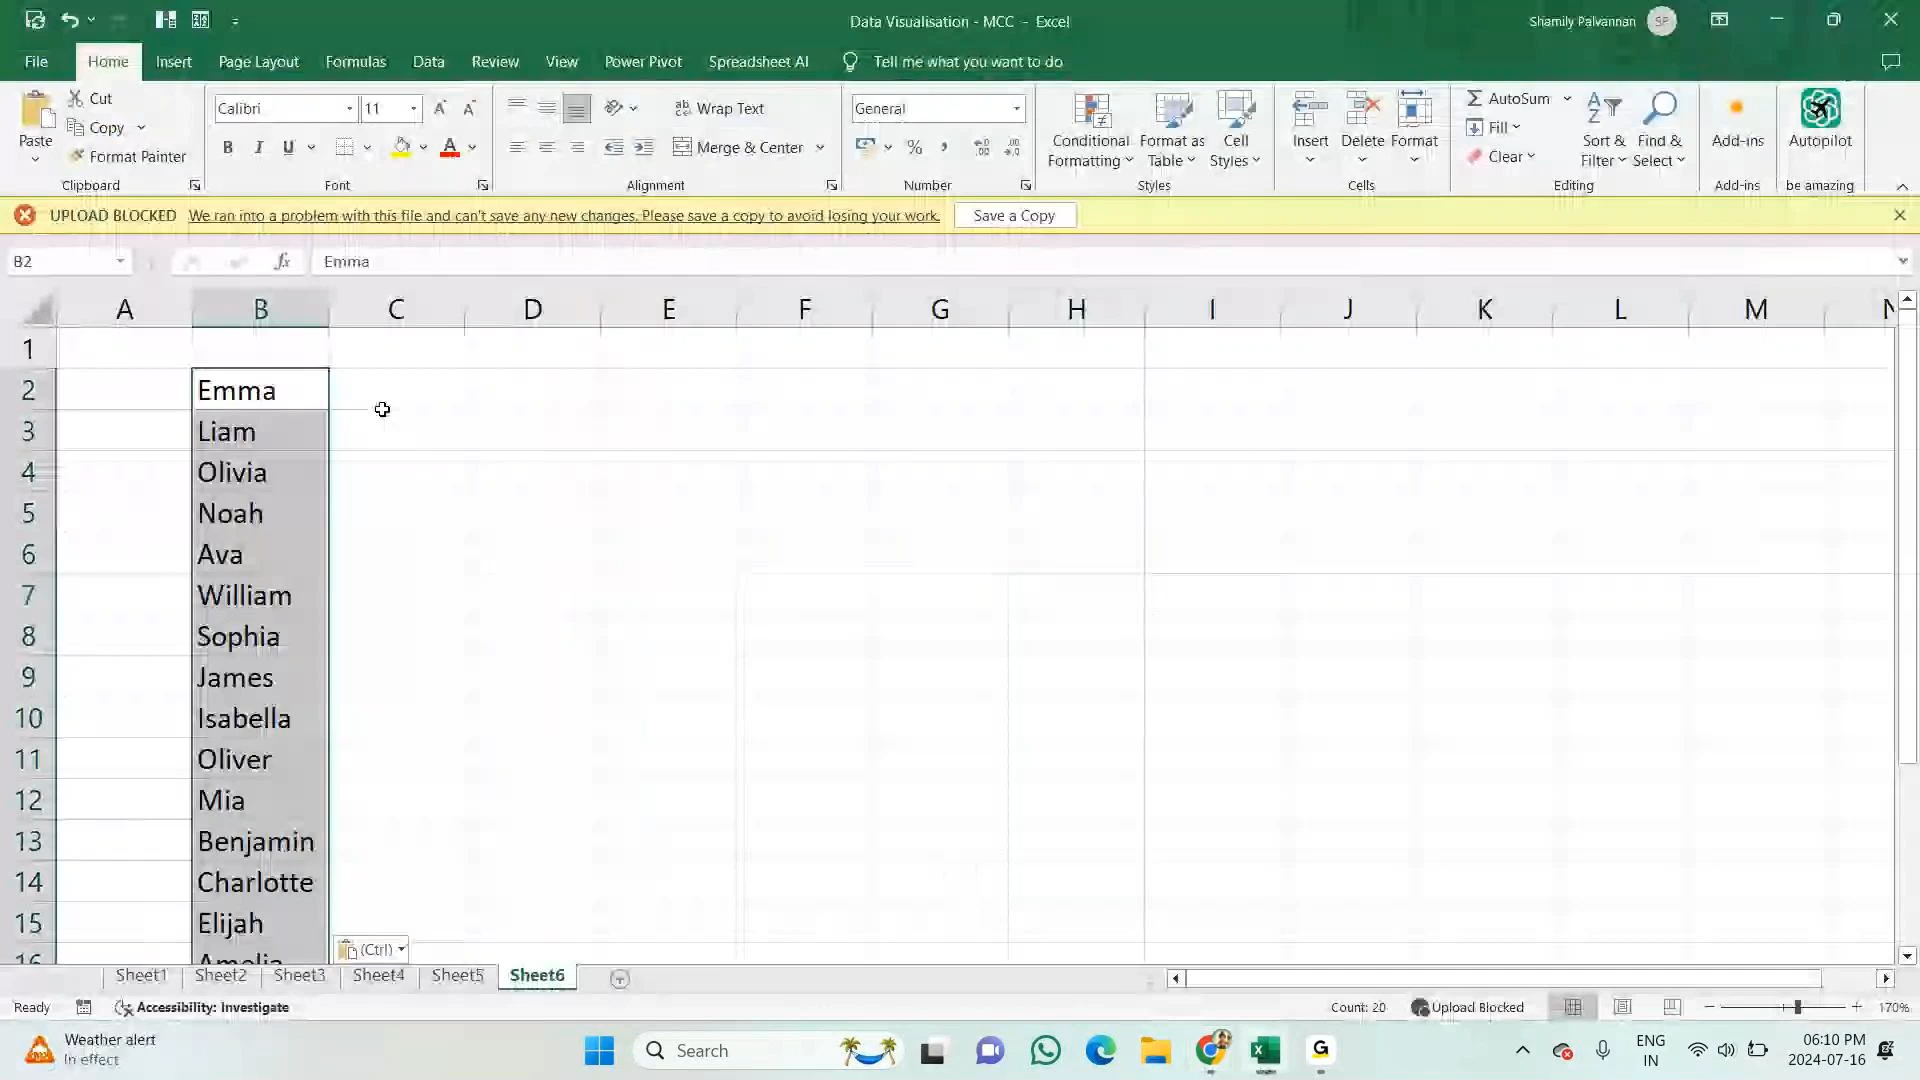 Data Visualisation - MCC - Excel
Shamily Palvannan
SP
File
Home
Insert
Page Layout
Formulas
Data
Review
View
Power Pivot
Spreadsheet AI
Tell me what you want to do
Paste
Cut
Copy
Format Painter
Clipboard
Calibri
11
B I U
Font
Wrap Text
Merge & Center
Alignment
General
%
Number
Conditional Formatting
Format as Table
Cell Styles
Styles
Insert
Delete
Format
Cells
AutoSum
Fill
Clear
Sort & Filter
Find & Select
Editing
Add-ins
Add-ins
Autopilot
be amazing
UPLOAD BLOCKED We ran into a problem with this file and can't save any new changes. Please save a copy to avoid losing your work. Save a Copy
B2
fx
Emma
A B C D E F G H I J K L M N
1
2 Emma
3 Liam
4 Olivia
5 Noah
6 Ava
7 William
8 Sophia
9 James
10 Isabella
11 Oliver
12 Mia
13 Benjamin
14 Charlotte
15 Elijah
16 Amelia
(Ctrl)
Sheet1 Sheet2 Sheet3 Sheet4 Sheet5 Sheet6
Ready
Accessibility: Investigate
Count: 20
Upload Blocked
170%
Weather alert
In effect
Search
G
ENG
IN
06:10 PM
2024-07-16